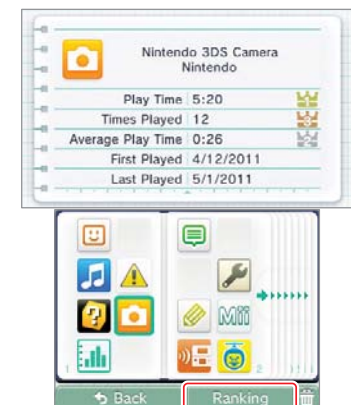 Nintendo 3DS Camera
Nintendo
Play Time 5:20
Times Played 12
Average Play Time 0:26
First Played 4/12/2011
Last Played 5/1/2011
Mii
1
2
Back
Ranking